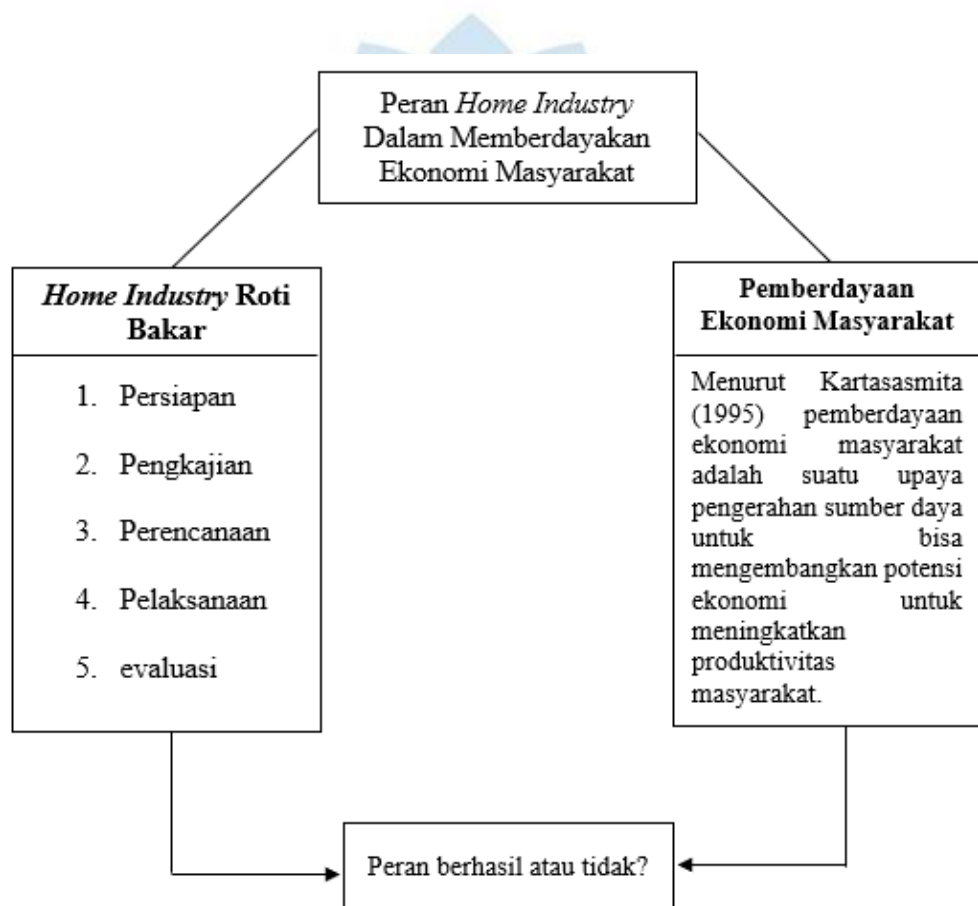 Peran Home Industry
Dalam Memberdayakan
Ekonomi Masyarakat
Home Industry Roti
Bakar
1. Persiapan
2. Pengkajian
3. Perencanaan
4. Pelaksanaan
5. evaluasi
Pemberdayaan
Ekonomi Masyarakat
Menurut Kartasasmita
(1995) pemberdayaan
ekonomi masyarakat
adalah suatu upaya
pengerahan sumber daya
untuk bisa
mengembangkan potensi
ekonomi untuk
meningkatkan
produktivitas
masyarakat.
Peran berhasil atau tidak?